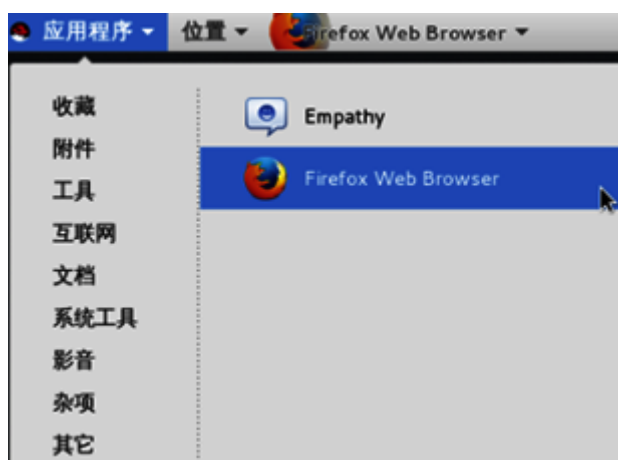 应用程序 位置 Firefox Web Browser
收藏
附件
工具
互联网
文档
系统工具
影音
杂项
其它
Empathy
Firefox Web Browser